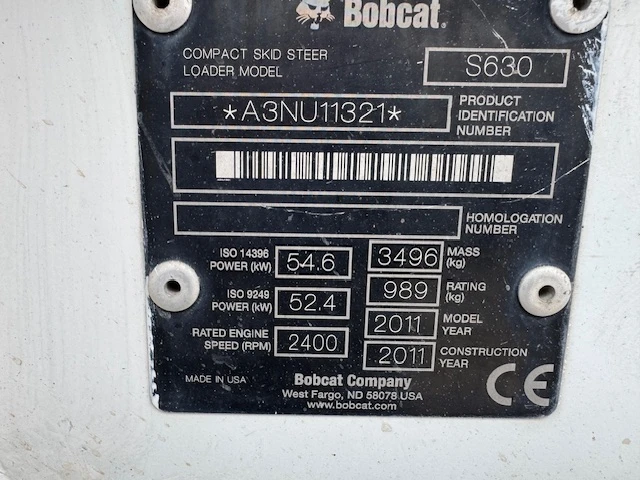 Bobcat.
COMPACT SKID STEER
LOADER MODEL
S630
*A3NU11321*
PRODUCT
IDENTIFICATION
NUMBER
HOMOLOGATION
NUMBER
ISO 14396
POWER (kW)
54.6
3496
MASS
(kg)
ISO 9249
POWER (kW)
52.4
989
RATING
(kg)
RATED ENGINE
SPEED (RPM)
2400
2011
MODEL
YEAR
2011
CONSTRUCTION
YEAR
MADE IN USA
Bobcat Company
West Fargo, ND 58078 USA
www.bobcat.com
CE